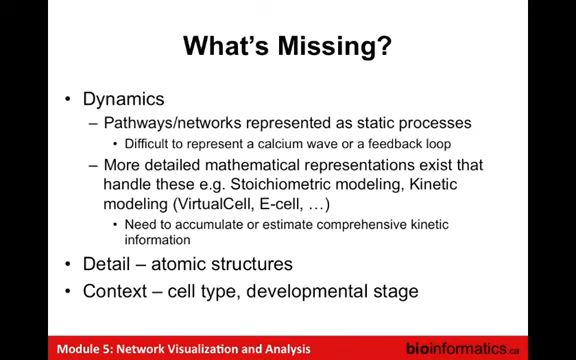 What's Missing?
• Dynamics
– Pathways/networks represented as static processes
• Difficult to represent a calcium wave or a feedback loop
– More detailed mathematical representations exist that
handle these e.g. Stoichiometric modeling, Kinetic
modeling (VirtualCell, E-cell, …)
• Need to accumulate or estimate comprehensive kinetic
information
• Detail – atomic structures
• Context – cell type, developmental stage
Module 5: Network Visualization and Analysis
bioinformatics.ca